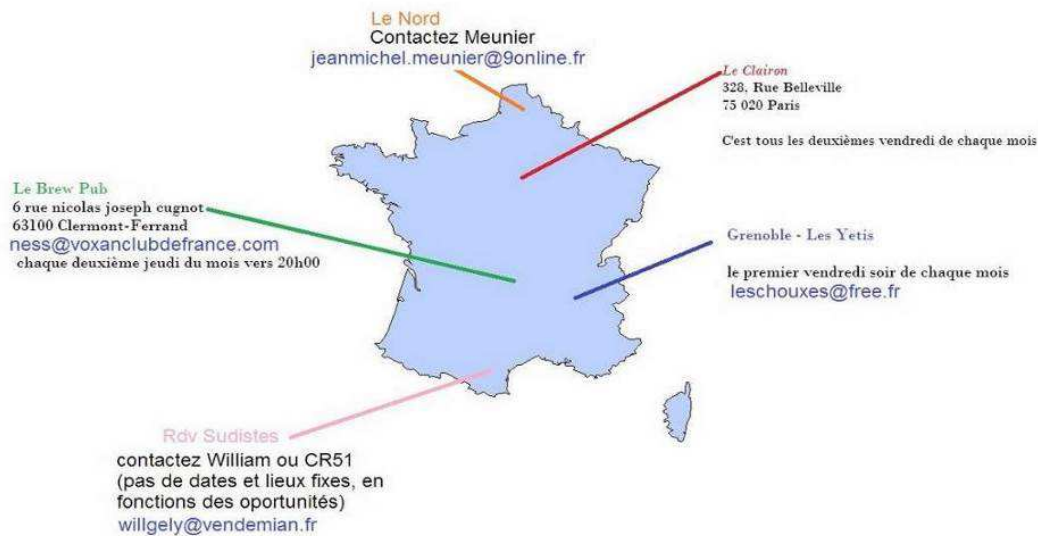 Le Nord
Contactez Meunier
jeanmichel.meunier@9online.fr
Le Clairon
328, Rue Belleville
75 020 Paris
C'est tous les deuxièmes vendredi de chaque mois
Le Brew Pub
6 rue nicolas joseph cugnot
63100 Clermont-Ferrand
ness@voxanclubdefrance.com
chaque deuxième jeudi du mois vers 20h00
Grenoble - Les Yetis
le premier vendredi soir de chaque mois
leschouxes@free.fr
Rdv Sudistes
contactez William ou CR51
(pas de dates et lieux fixes, en
fonctions des oportunités)
willgely@vendemian.fr